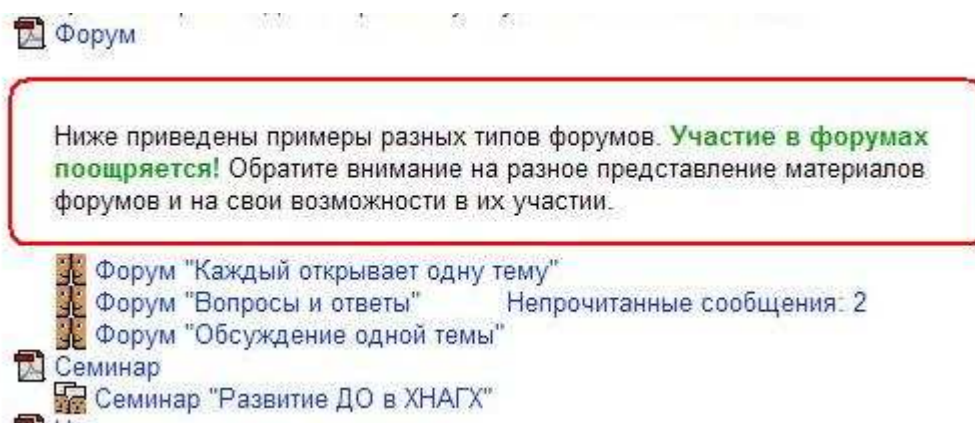 Форум
Ниже приведены примеры разных типов форумов. Участие в форумах
поощряется! Обратите внимание на разное представление материалов
форумов и на свои возможности в их участии.
Форум "Каждый открывает одну тему"
Форум "Вопросы и ответы" Непрочитанные сообщения: 2
Форум "Обсуждение одной темы"
Семинар
Семинар "Развитие ДО в ХНАГХ"